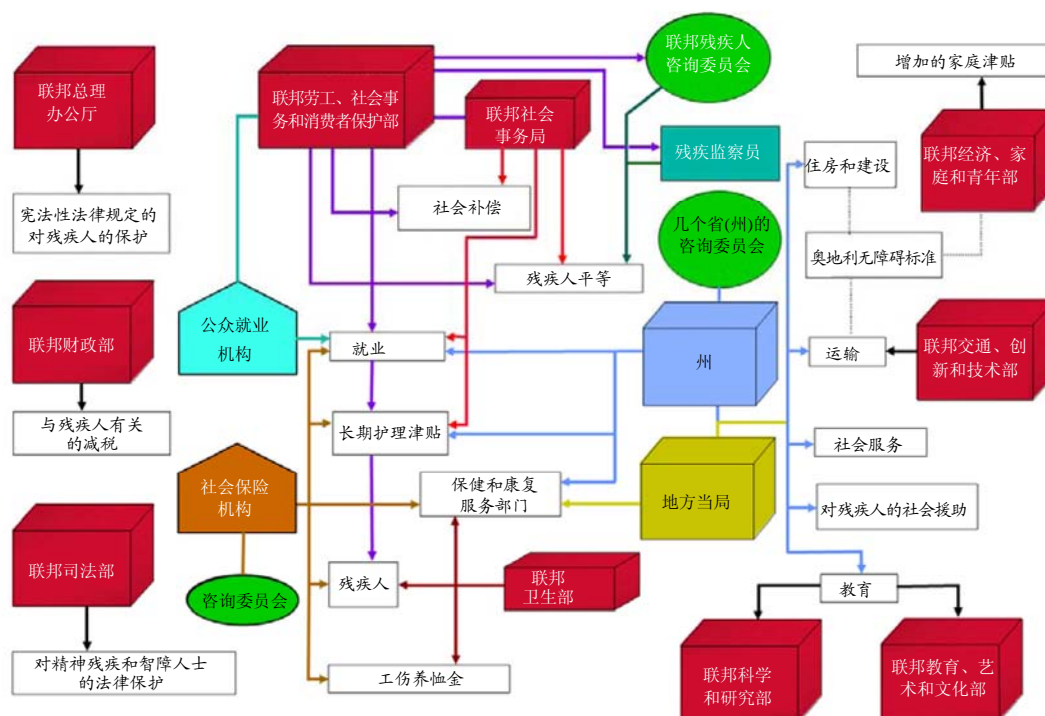 联邦总理
办公厅
宪法性法律规定的
对残疾人的保护
联邦财政部
与残疾人有关
的减税
联邦司法部
对精神残疾和智障人士
的法律保护
联邦劳工、社会事
务和消费者保护部
联邦社会
事务局
联邦残疾人
咨询委员会
残疾监察员
社会补偿
几个省(州)的
咨询委员会
残疾人平等
公众就业
机构
就业
州
长期护理津贴
社会保险
机构
保健和康复
服务部门
地方当局
咨询委员会
残疾人
联邦
卫生部
工伤养恤金
增加的家庭津贴
住房和建设
联邦经济、家
庭和青年部
奥地利无障碍标准
运输
联邦交通、创
新和技术部
社会服务
对残疾人的社会援助
教育
联邦科学
和研究部
联邦教育、艺
术和文化部